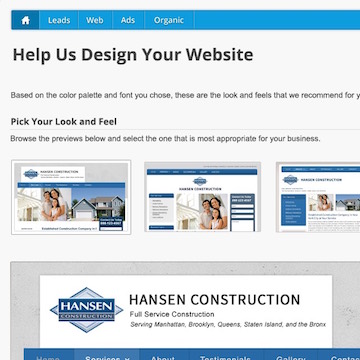 Leads Web Ads Organic
Help Us Design Your Website
Based on the color palette and font you chose, these are the look and feels that we recommend for
Pick Your Look and Feel
Browse the previews below and select the one that is most appropriate for your business.
HANSEN CONSTRUCTION
HANSEN CONSTRUCTION
HANSEN CONSTRUCTION
HANSEN
CONSTRUCTION
HANSEN CONSTRUCTION
Full Service Construction
Serving Manhattan, Brooklyn, Queens, Staten Island, and the Bronx
Home Services About Testimonials Gallery